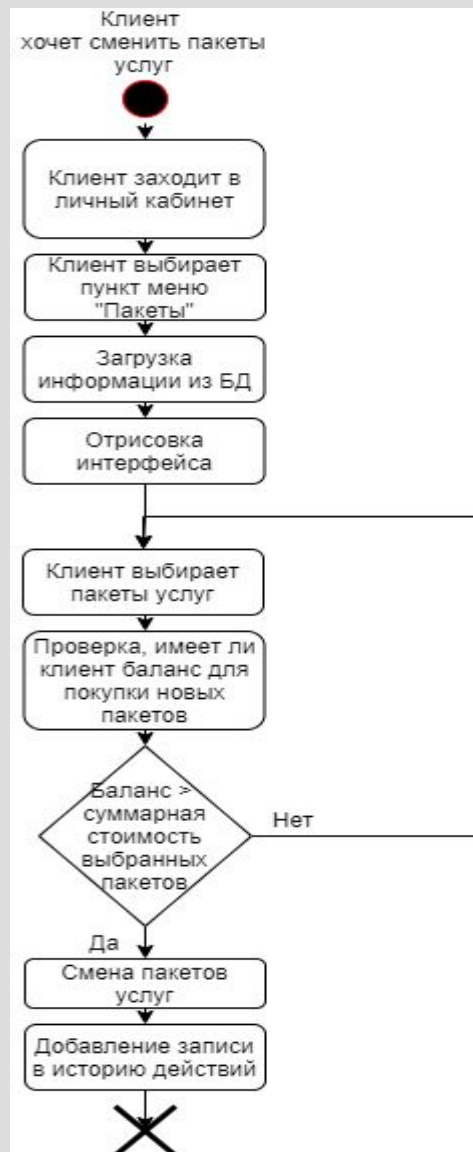 Клиент
хочет сменить пакеты
услуг
Клиент заходит в
личный кабинет
Клиент выбирает
пункт меню
"Пакеты"
Загрузка
информации из БД
Отрисовка
интерфейса
Клиент выбирает
пакеты услуг
Проверка, имеет ли
клиент баланс для
покупки новых
пакетов
Баланс >
суммарная
стоимость
выбранных
пакетов
Нет
Да
Смена пакетов
услуг
Добавление записи
в историю действий